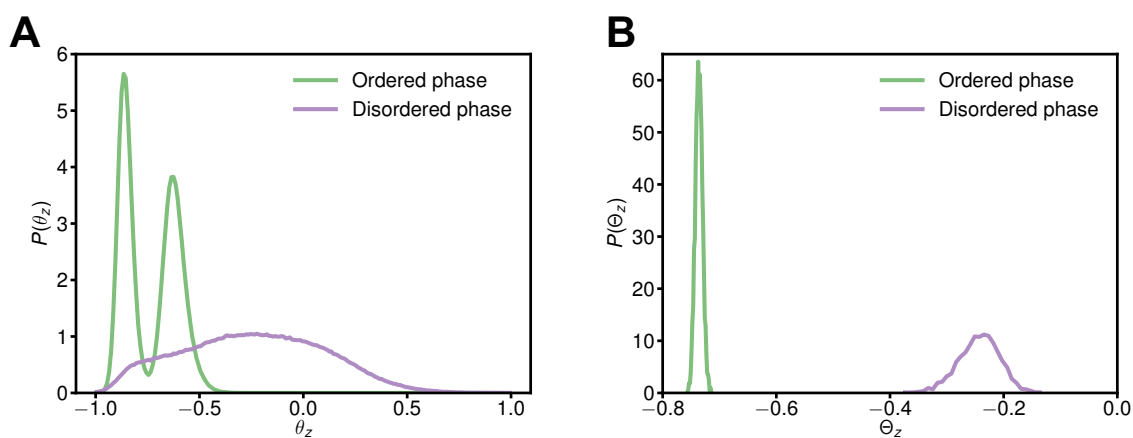 A
6
5
4
3
2
1
0
P(θz)
−1.0
−0.5
0.0
0.5
1.0
θz
Ordered phase
Disordered phase
B
60
50
40
30
20
10
0
P(Θz)
−0.8
−0.6
−0.4
−0.2
0.0
Θz
Ordered phase
Disordered phase